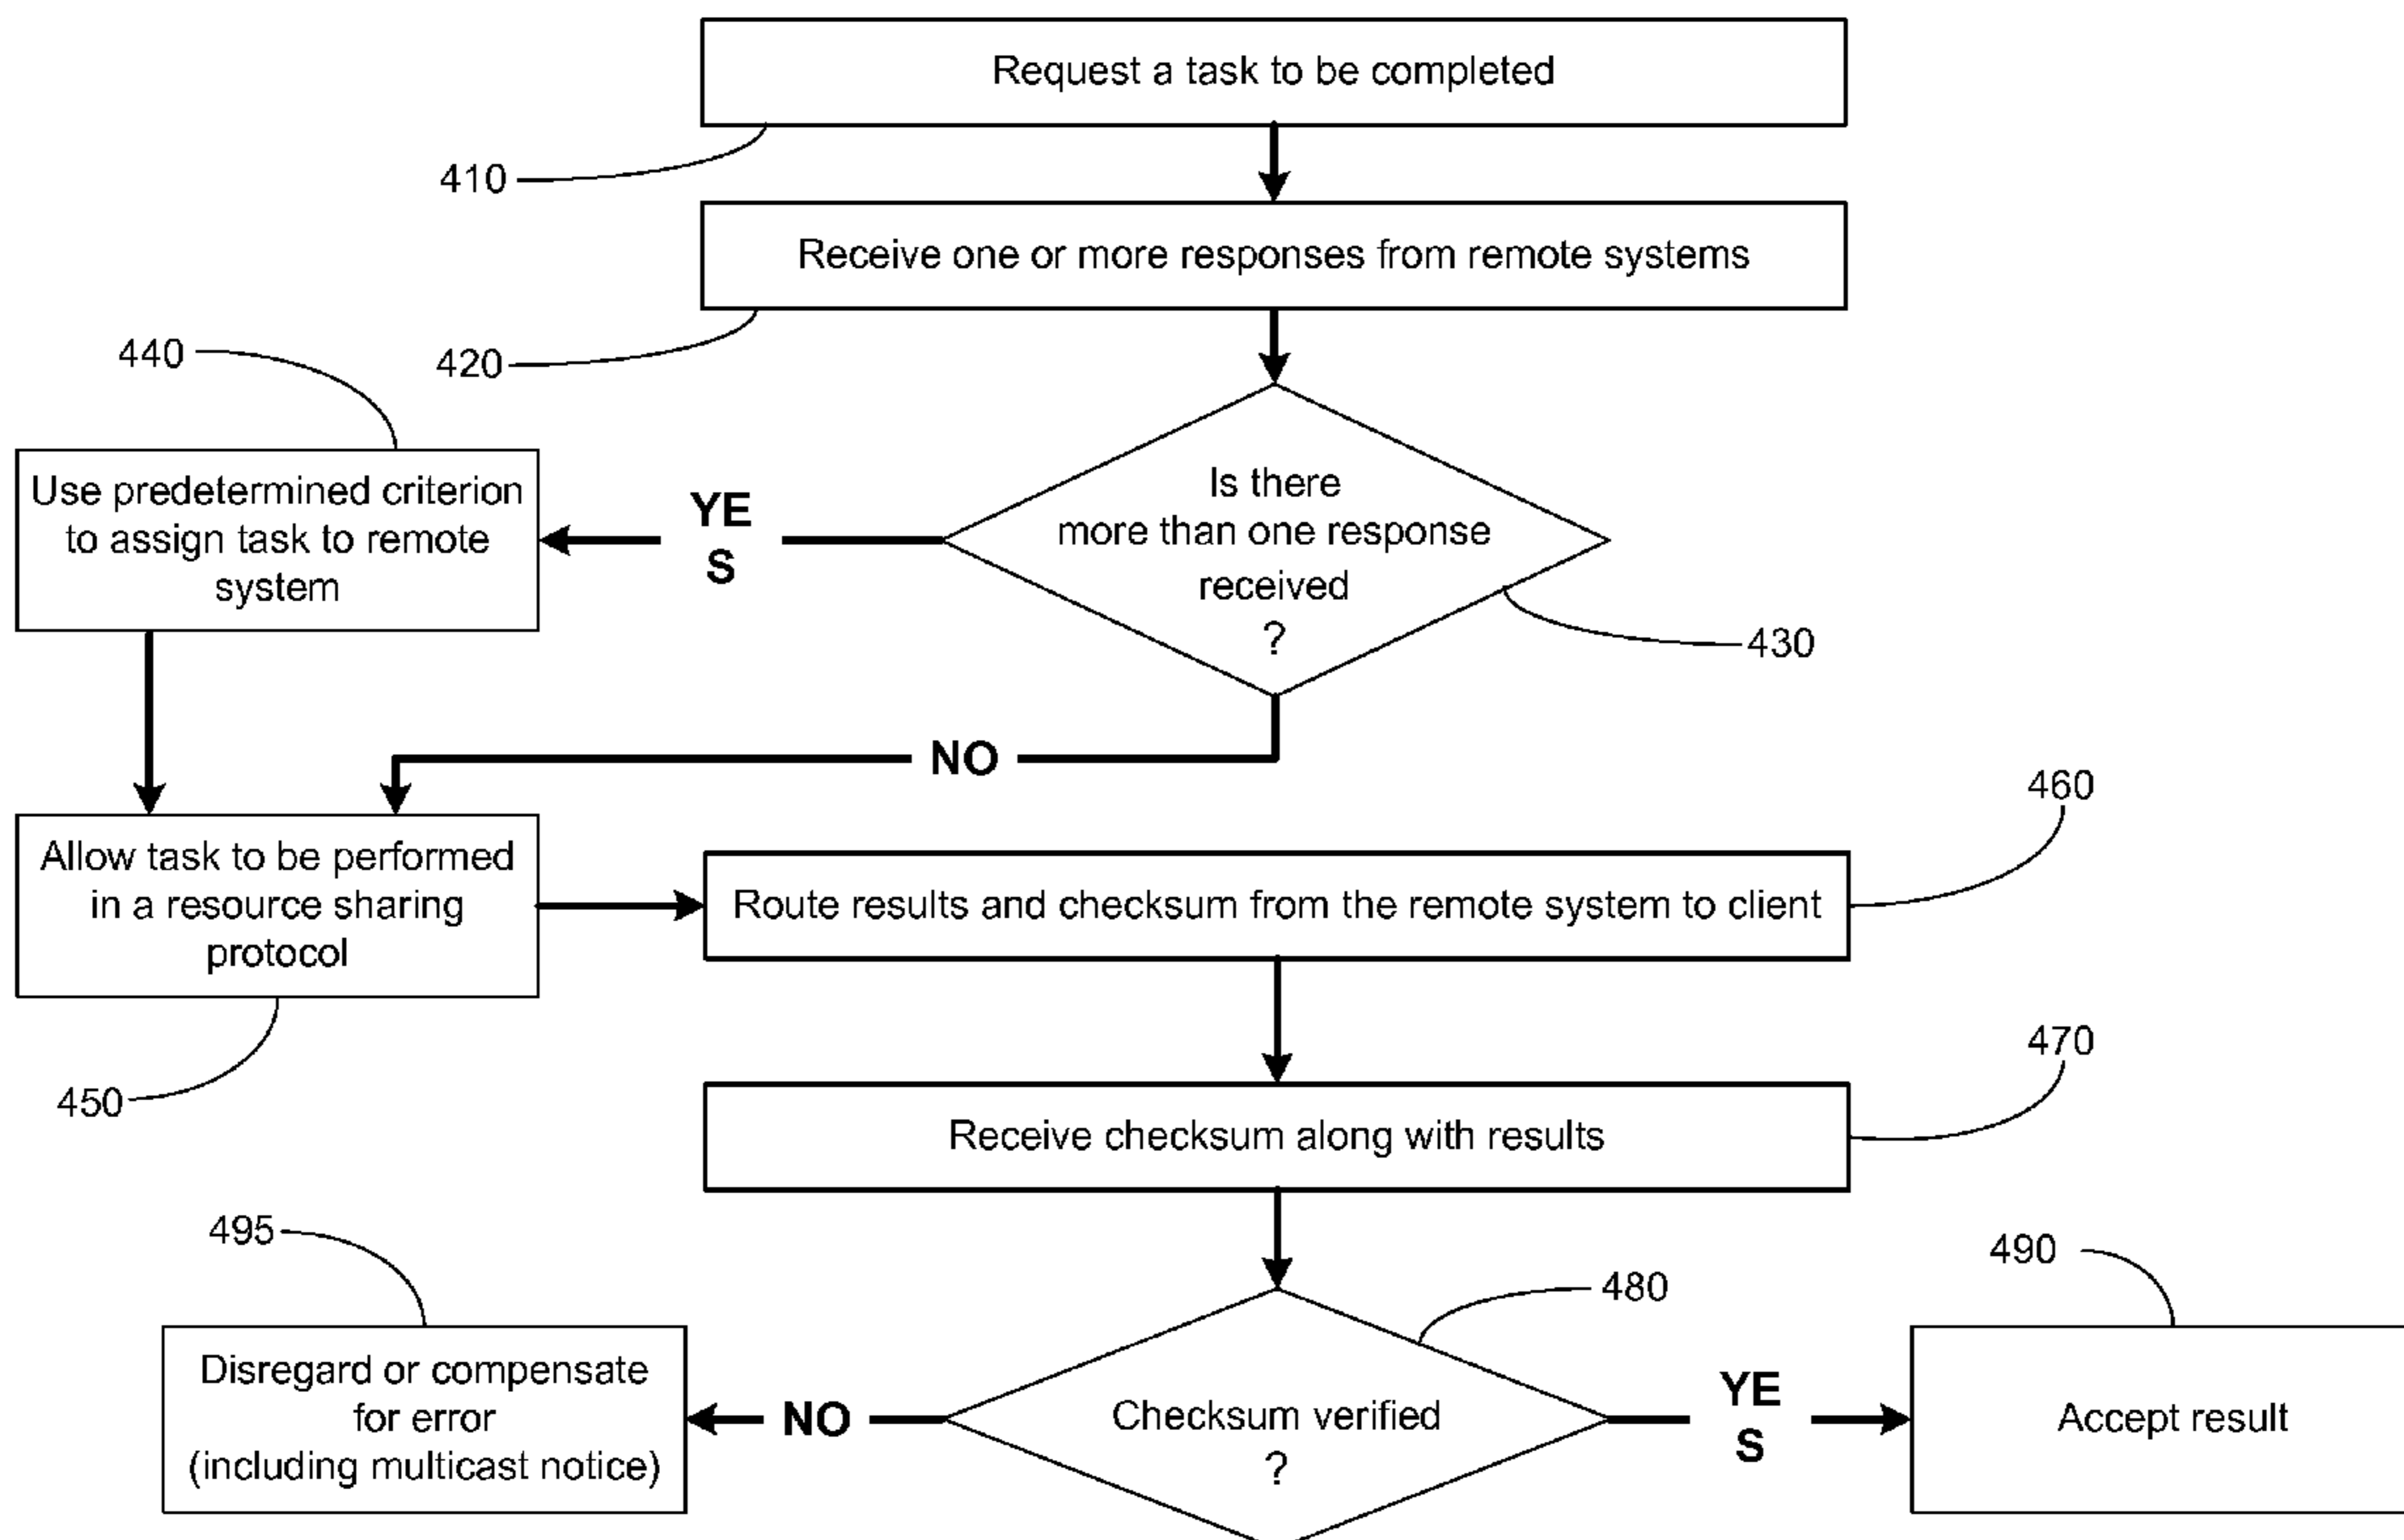 Request a task to be completed
410
Receive one or more responses from remote systems
420
440
Use predetermined criterion
to assign task to remote
system
YE
S
Is there
more than one response
received
?
430
NO
Allow task to be performed
in a resource sharing
protocol
450
460
Route results and checksum from the remote system to client
470
Receive checksum along with results
495
Disregard or compensate
for error
(including multicast notice)
NO
480
Checksum verified
?
YE
S
490
Accept result